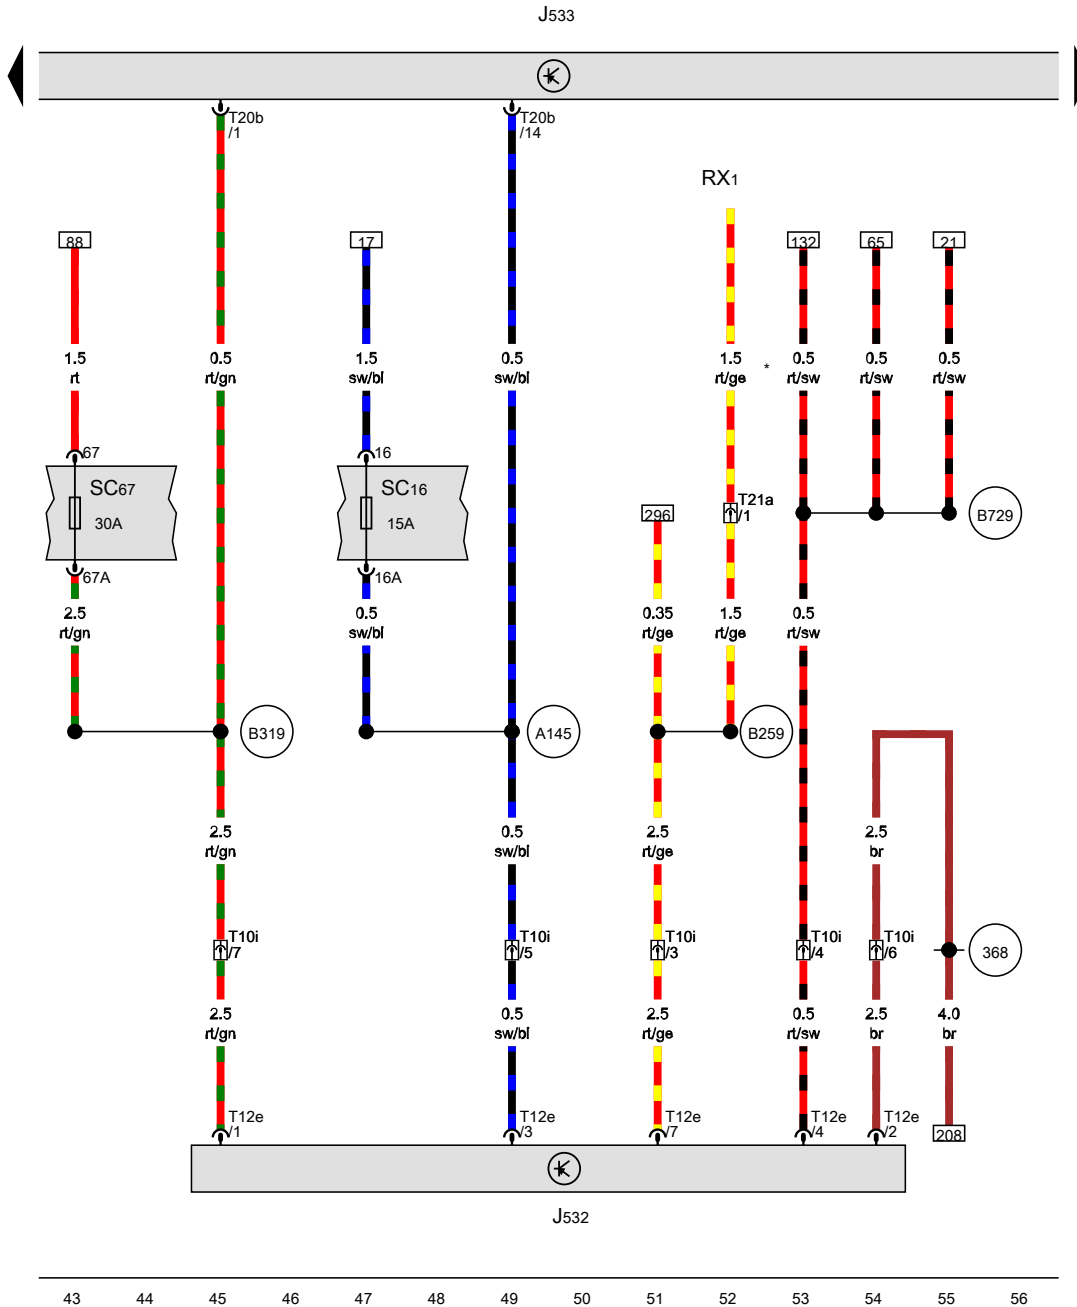 J533
T20b
/1
T20b
/14
RX1
88
17
132
65
21
1.5
rt
0.5
rt/gn
1.5
sw/bl
0.5
sw/bl
1.5
rt/ge
*
0.5
rt/sw
0.5
rt/sw
0.5
rt/sw
67
16
SC67
30A
SC16
15A
296
T21a
/1
B729
67A
16A
2.5
rt/gn
0.5
sw/bl
0.35
rt/ge
1.5
rt/ge
0.5
rt/sw
B319
A145
B259
2.5
rt/gn
0.5
sw/bl
2.5
rt/ge
2.5
br
T10i
/7
T10i
/5
T10i
/3
T10i
/4
T10i
/6
368
2.5
rt/gn
0.5
sw/bl
2.5
rt/ge
0.5
rt/sw
2.5
br
4.0
br
T12e
/1
T12e
/3
T12e
/7
T12e
/4
T12e
/2
208
J532
43 44 45 46 47 48 49 50 51 52 53 54 55 56